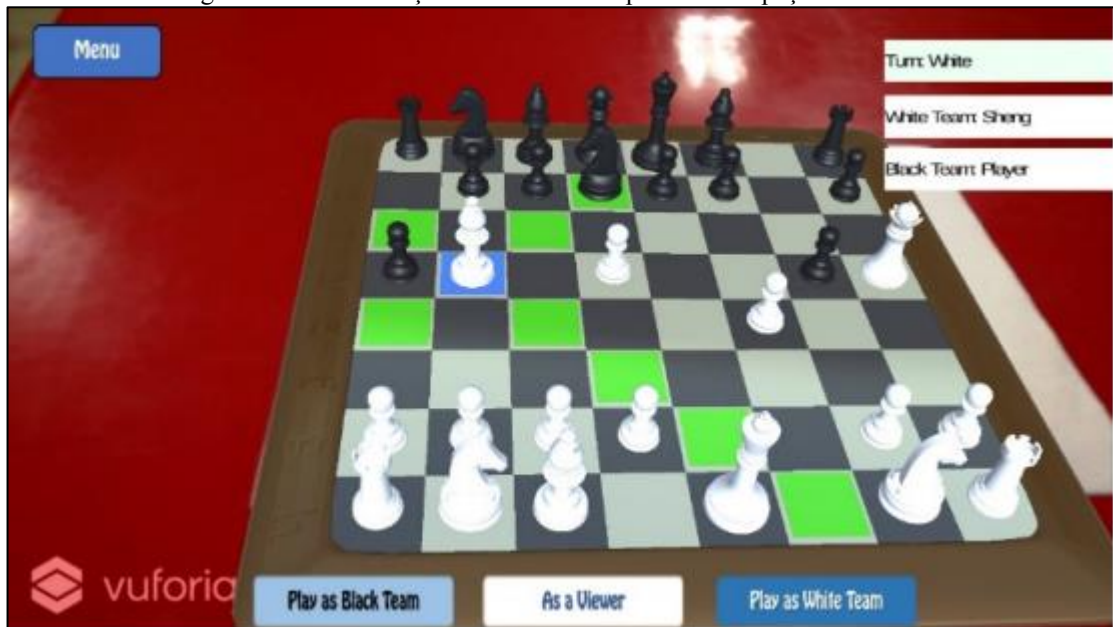 Menu
Turn: White
White Team: Sheng
Black Team: Player
vuforia
Play as Black Team
As a Viewer
Play as White Team